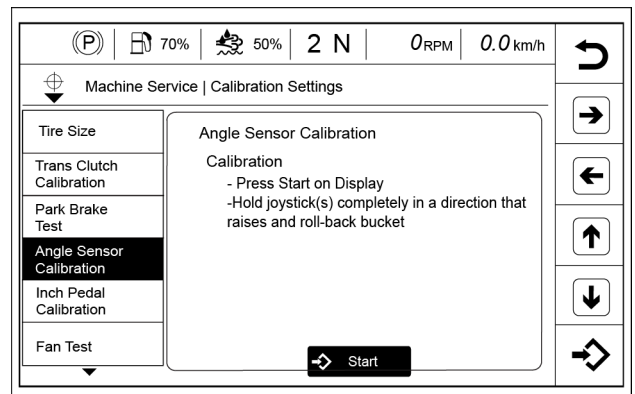 (P) 70% 50% 2 N 0RPM 0.0 km/h
Machine Service | Calibration Settings
Tire Size
Trans Clutch
Calibration
Park Brake
Test
Angle Sensor
Calibration
Inch Pedal
Calibration
Fan Test
Angle Sensor Calibration
Calibration
- Press Start on Display
-Hold joystick(s) completely in a direction that
raises and roll-back bucket
Start